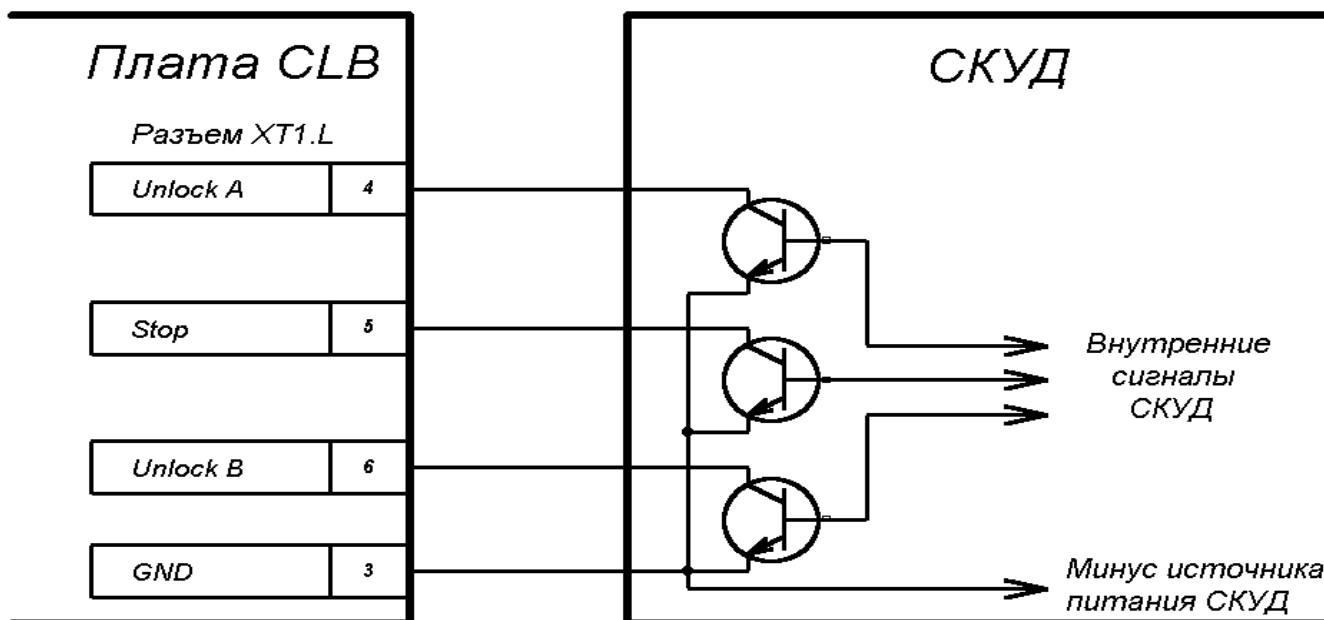 Плата CLB
СКУД
Разъем XT1.L
Unlock A 4
Stop 5
Unlock B 6
GND 3
Внутренние
сигналы
СКУД
Минус источника
питания СКУД